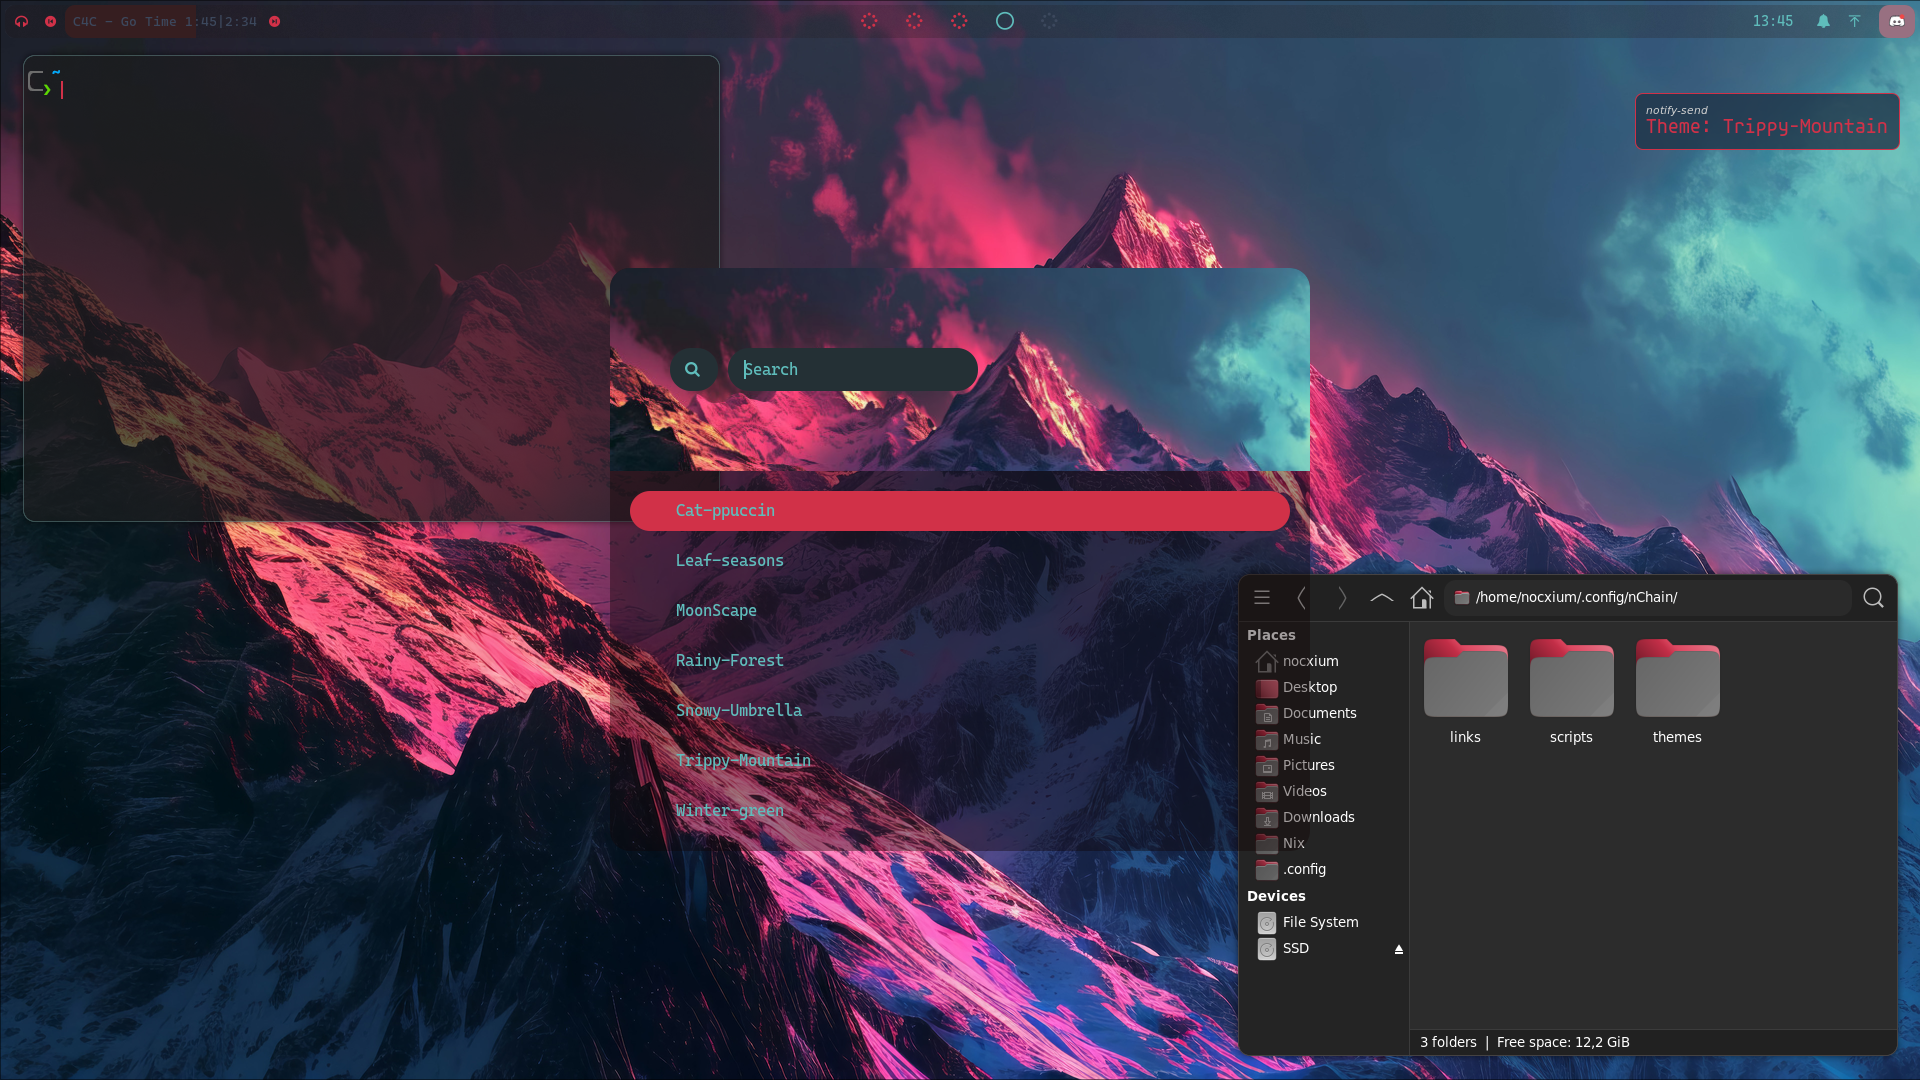 C4C - Go Time 1:45|2:34
13:45
~
❯
notify-send
Theme: Trippy-Mountain
Search
Cat-ppuccin
Leaf-seasons
MoonScape
Rainy-Forest
Snowy-Umbrella
Trippy-Mountain
Winter-green
/home/nocxium/.config/nChain/
Places
nocxium
Desktop
Documents
Music
Pictures
Videos
Downloads
Nix
.config
Devices
File System
SSD
links
scripts
themes
3 folders | Free space: 12,2 GiB